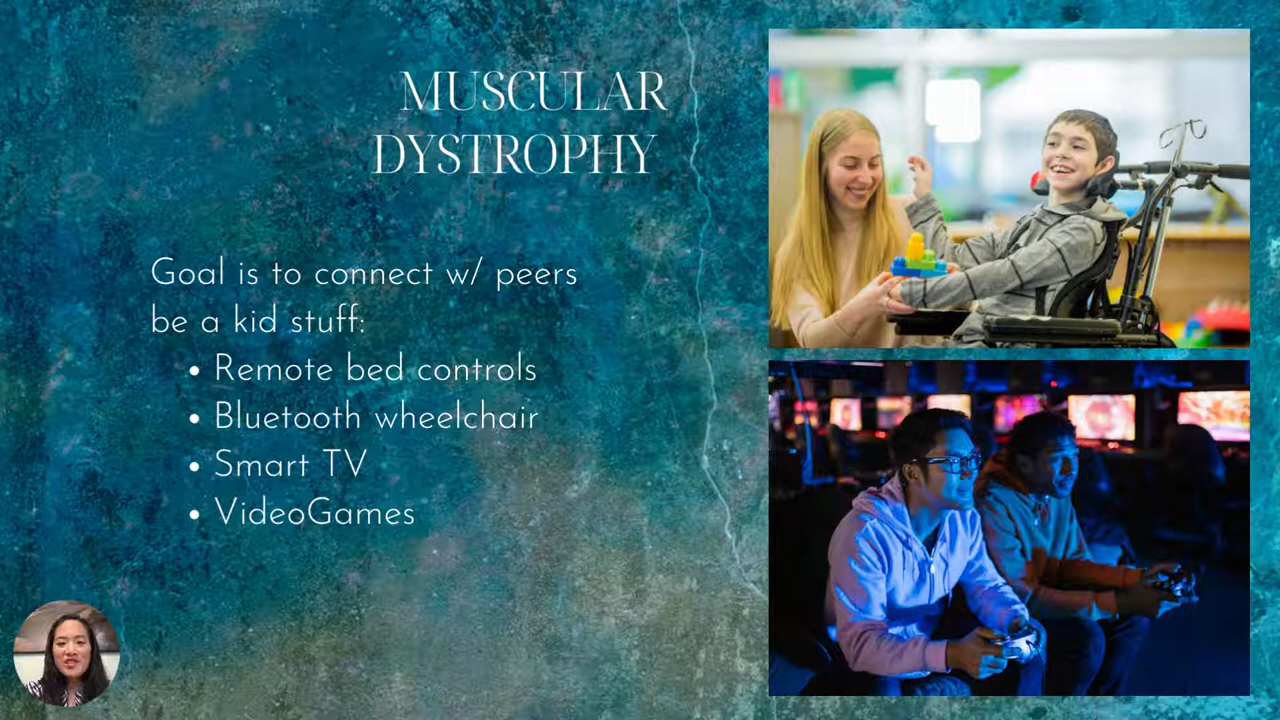 MUSCULAR
DYSTROPHY
Goal is to connect w/ peers
be a kid stuff:
• Remote bed controls
• Bluetooth wheelchair
• Smart TV
• VideoGames